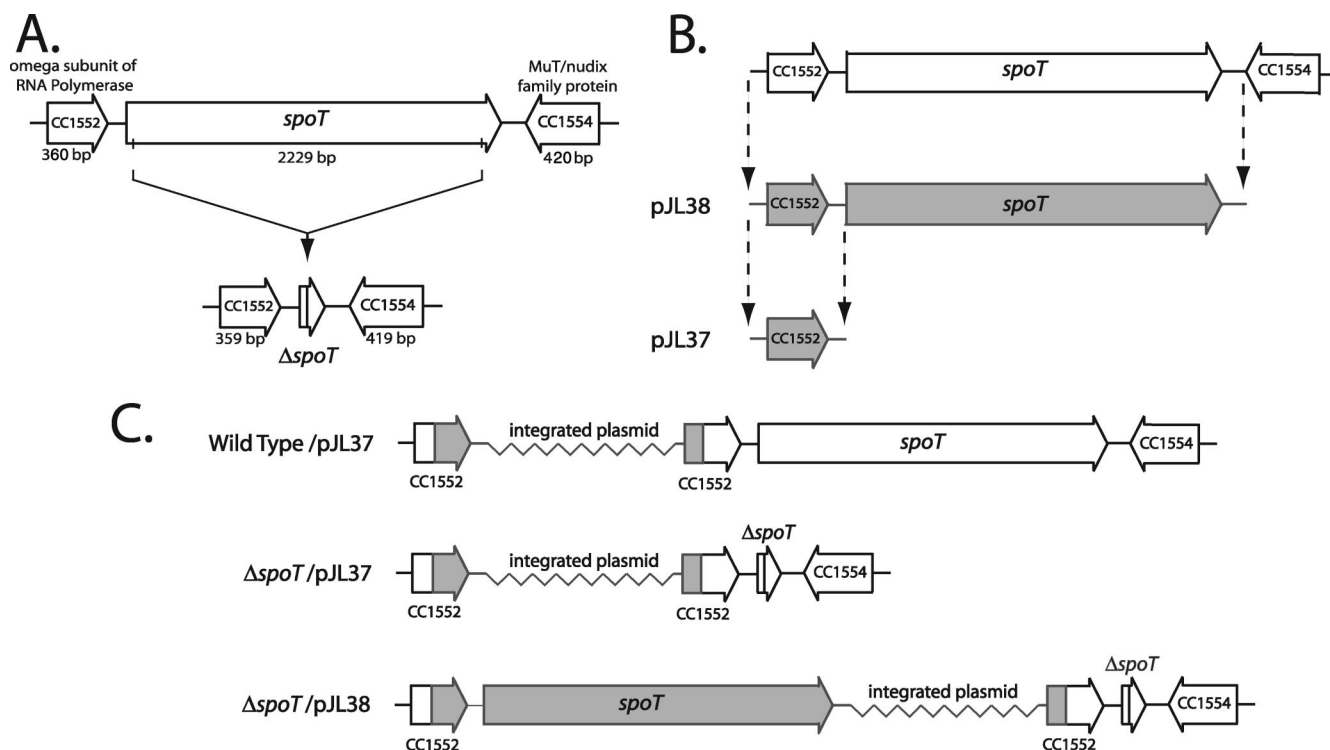 A.
omega subunit of
RNA Polymerase
MuT/nudix
family protein
CC1552
spoT
CC1554
360 bp
2229 bp
420 bp
CC1552
CC1554
359 bp
419 bp
ΔspoT
B.
CC1552
spoT
CC1554
pJL38
CC1552
spoT
pJL37
CC1552
C.
Wild Type /pJL37
integrated plasmid
spoT
CC1554
CC1552
CC1552
ΔspoT
ΔspoT /pJL37
integrated plasmid
CC1554
CC1552
CC1552
ΔspoT
ΔspoT /pJL38
spoT
integrated plasmid
CC1554
CC1552
CC1552